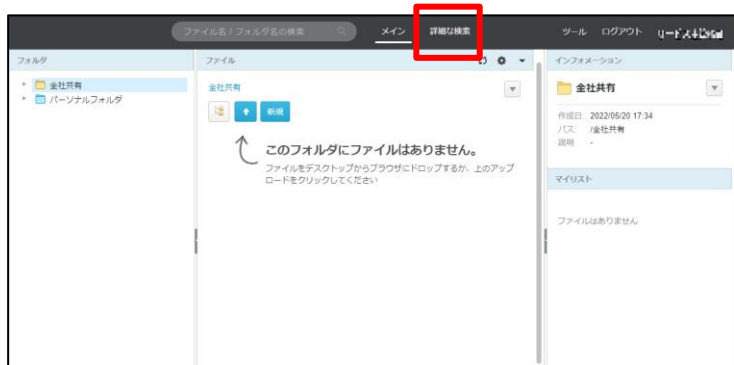 ファイル名 / フォルダ名の検索
メイン
詳細な検索
ツール
ログアウト
フォルダ
全社共有
パーソナルフォルダ
ファイル
全社共有
新規
このフォルダにファイルはありません。
ファイルをデスクトップからブラウザにドロップするか、上のアップ
ロードをクリックしてください
インフォメーション
全社共有
作成日: 2022/05/20 17:34
パス: /全社共有
説明 -
マイリスト
ファイルはありません